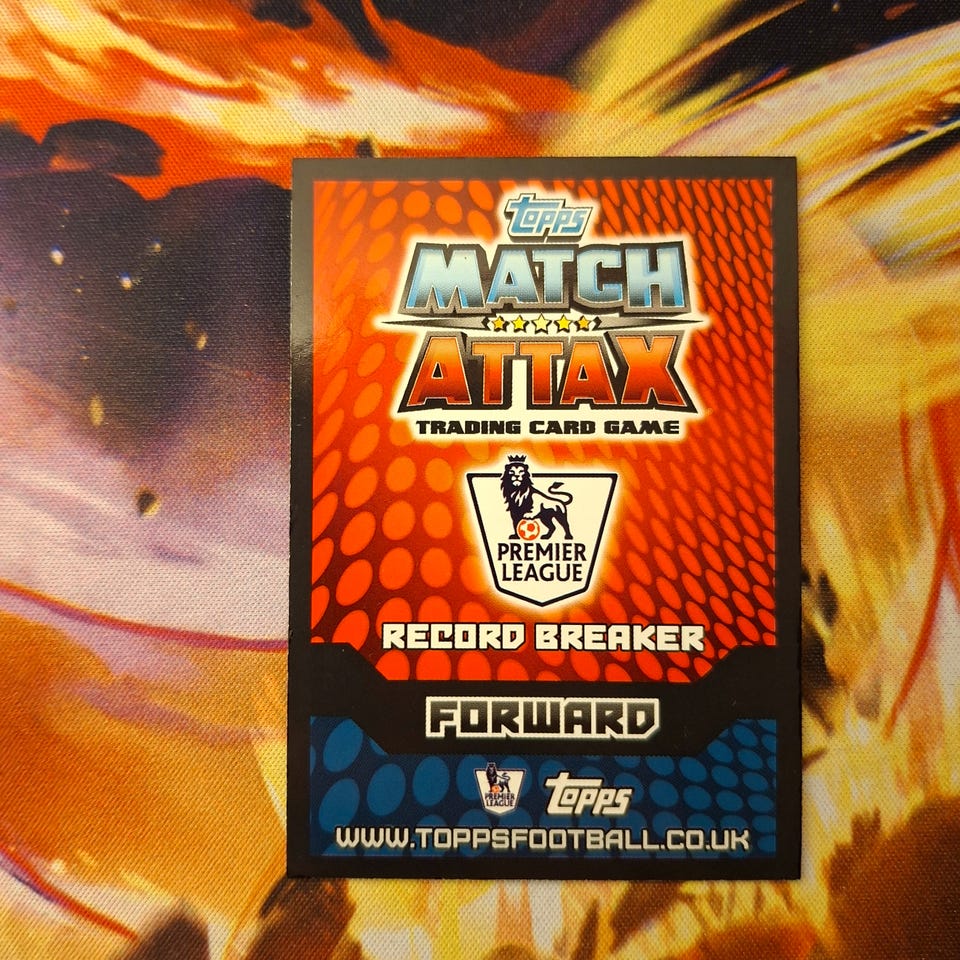 Topps
MATCH
ATTAX
TRADING CARD GAME
PREMIER
LEAGUE
RECORD BREAKER
FORWARD
PREMIER
LEAGUE
Topps
WWW.TOPPSFOOTBALL.CO.UK